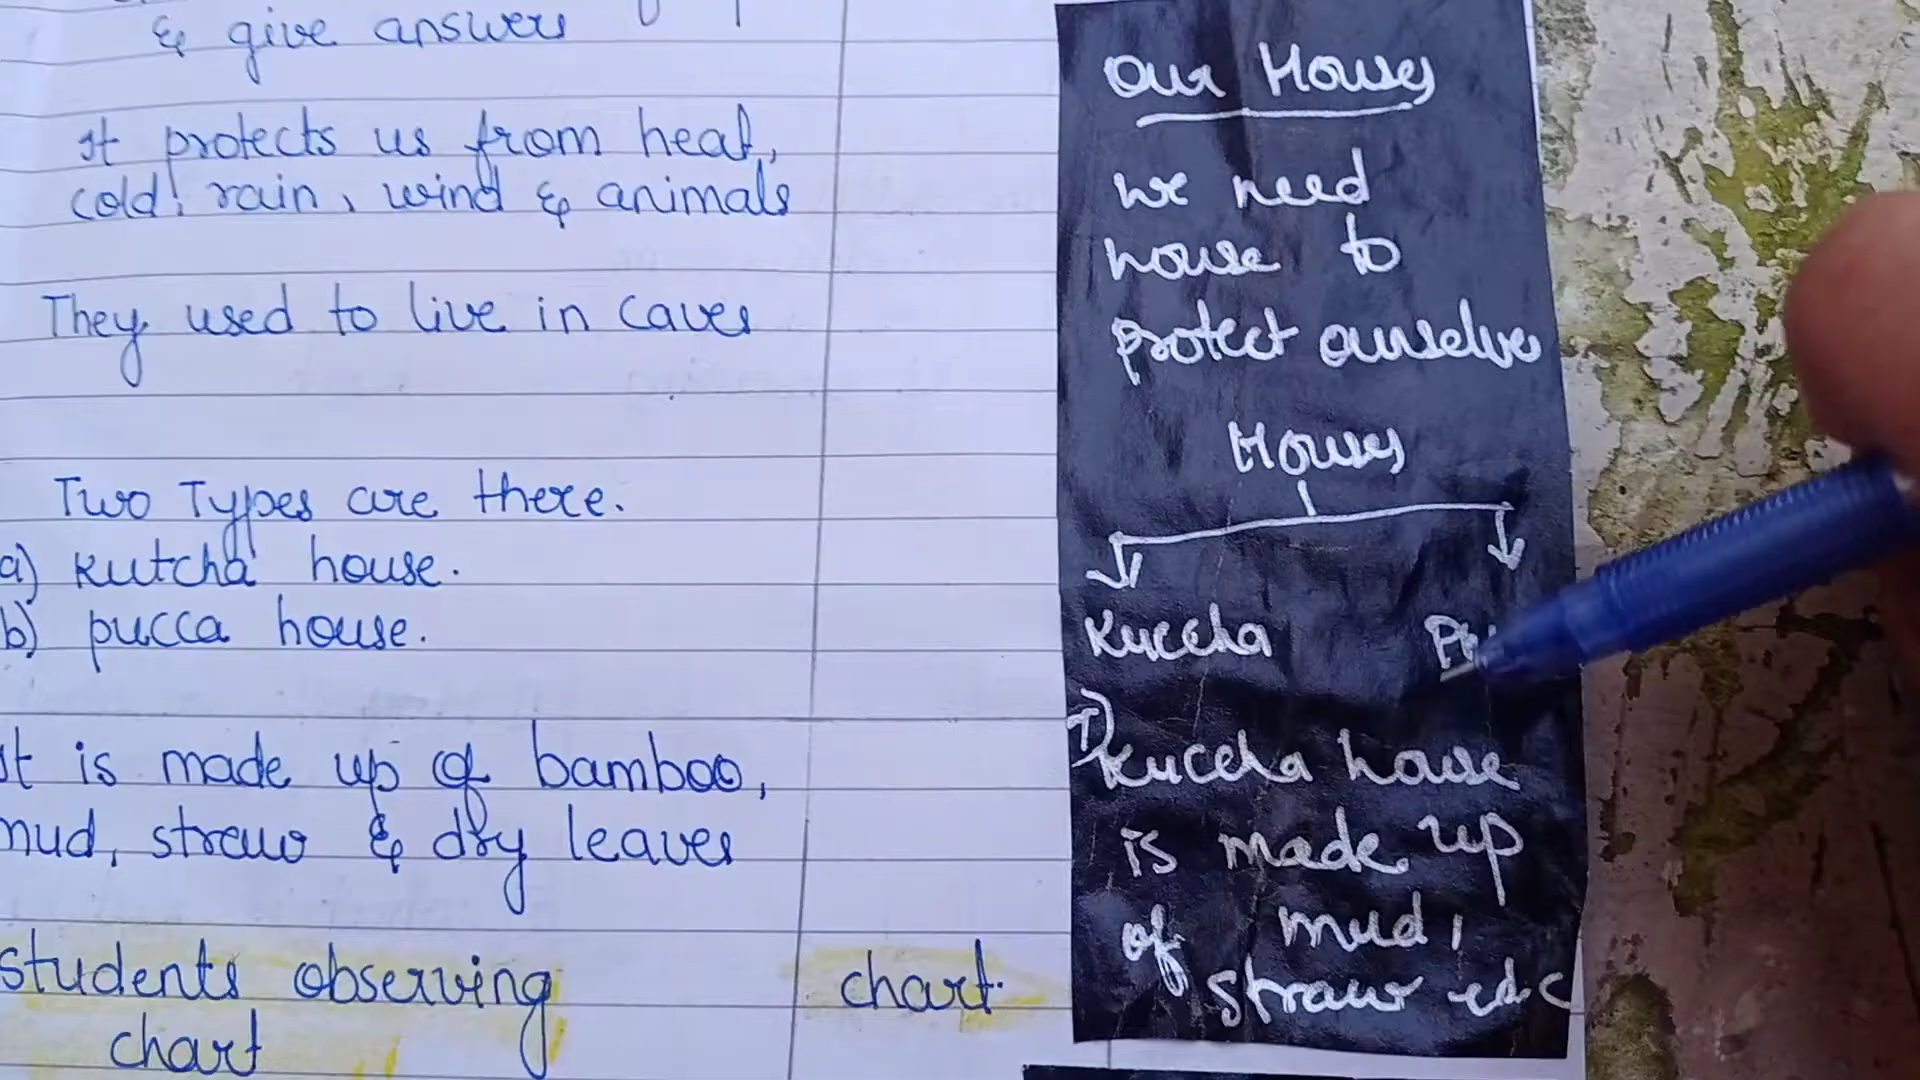 & give answers
It protects us from heat,
cold, rain, wind & animals
They used to live in caves
Two Types are there.
a) kutcha house.
b) pucca house.
It is made up of bamboo,
mud, straw & dry leaves
students observing
chart
chart.
Our Houses
we need
house to
protect ourselves
Houses
Kuccha
1) Kuccha house
is made up
of mud,
straw etc